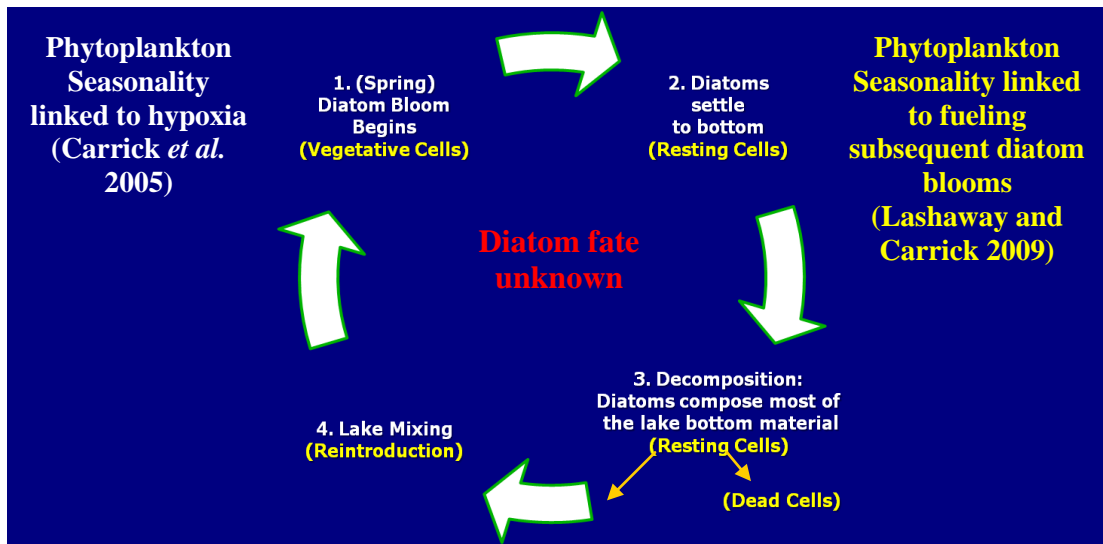 Phytoplankton
Seasonality
linked to hypoxia
(Carrick et al.
2005)
1. (Spring)
Diatom Bloom
Begins
(Vegetative Cells)
2. Diatoms
settle
to bottom
(Resting Cells)
Phytoplankton
Seasonality linked
to fueling
subsequent diatom
blooms
(Lashaway and
Carrick 2009)
Diatom fate
unknown
3. Decomposition:
Diatoms compose most of
the lake bottom material
(Resting Cells)
(Dead Cells)
4. Lake Mixing
(Reintroduction)